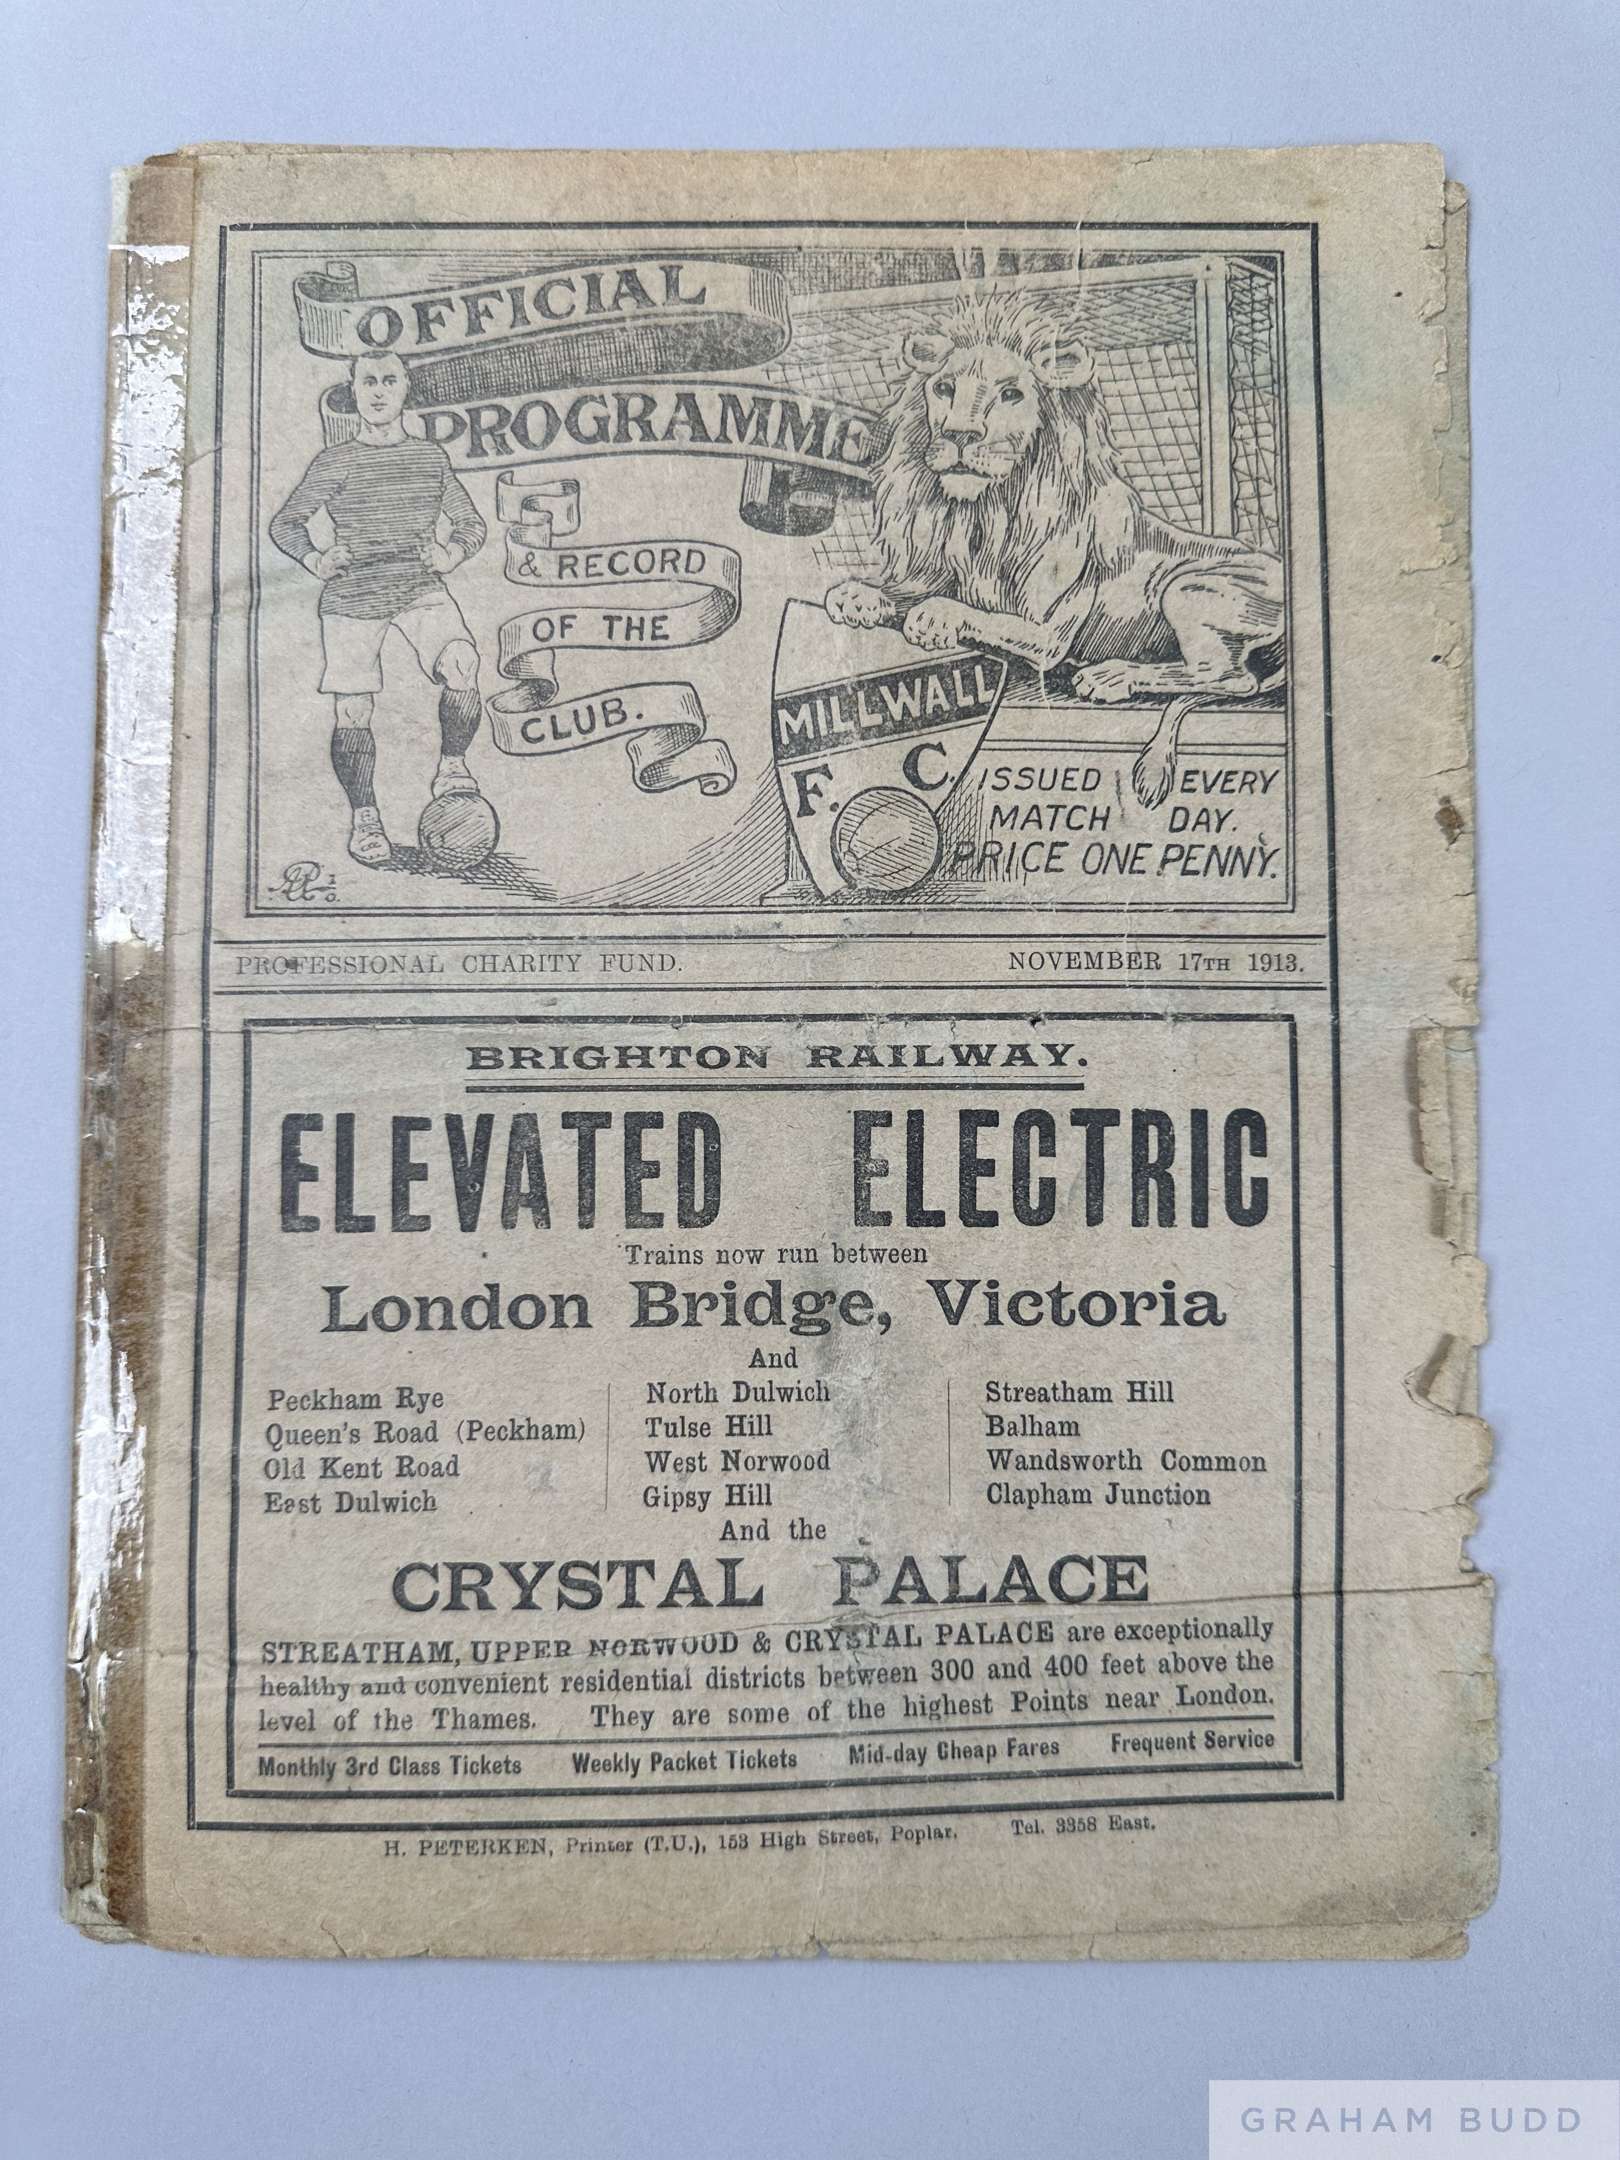 OFFICIAL
PROGRAMME
& RECORD
OF THE
CLUB.
MILLWALL
F. C.
ISSUED EVERY
MATCH DAY.
PRICE ONE PENNY.
PROFESSIONAL CHARITY FUND. NOVEMBER 17TH 1913.
BRIGHTON RAILWAY.
ELEVATED ELECTRIC
Trains now run between
London Bridge, Victoria
And
Peckham Rye
Queen's Road (Peckham)
Old Kent Road
East Dulwich
North Dulwich
Tulse Hill
West Norwood
Gipsy Hill
Streatham Hill
Balham
Wandsworth Common
Clapham Junction
And the
CRYSTAL PALACE
STREATHAM, UPPER NORWOOD & CRYSTAL PALACE are exceptionally
healthy and convenient residential districts between 300 and 400 feet above the
level of the Thames. They are some of the highest Points near London.
Monthly 3rd Class Tickets Weekly Packet Tickets Mid-day Cheap Fares Frequent Service
H. PETERKEN, Printer (T.U.), 153 High Street, Poplar. Tel. 3358 East.
GRAHAM BUDD